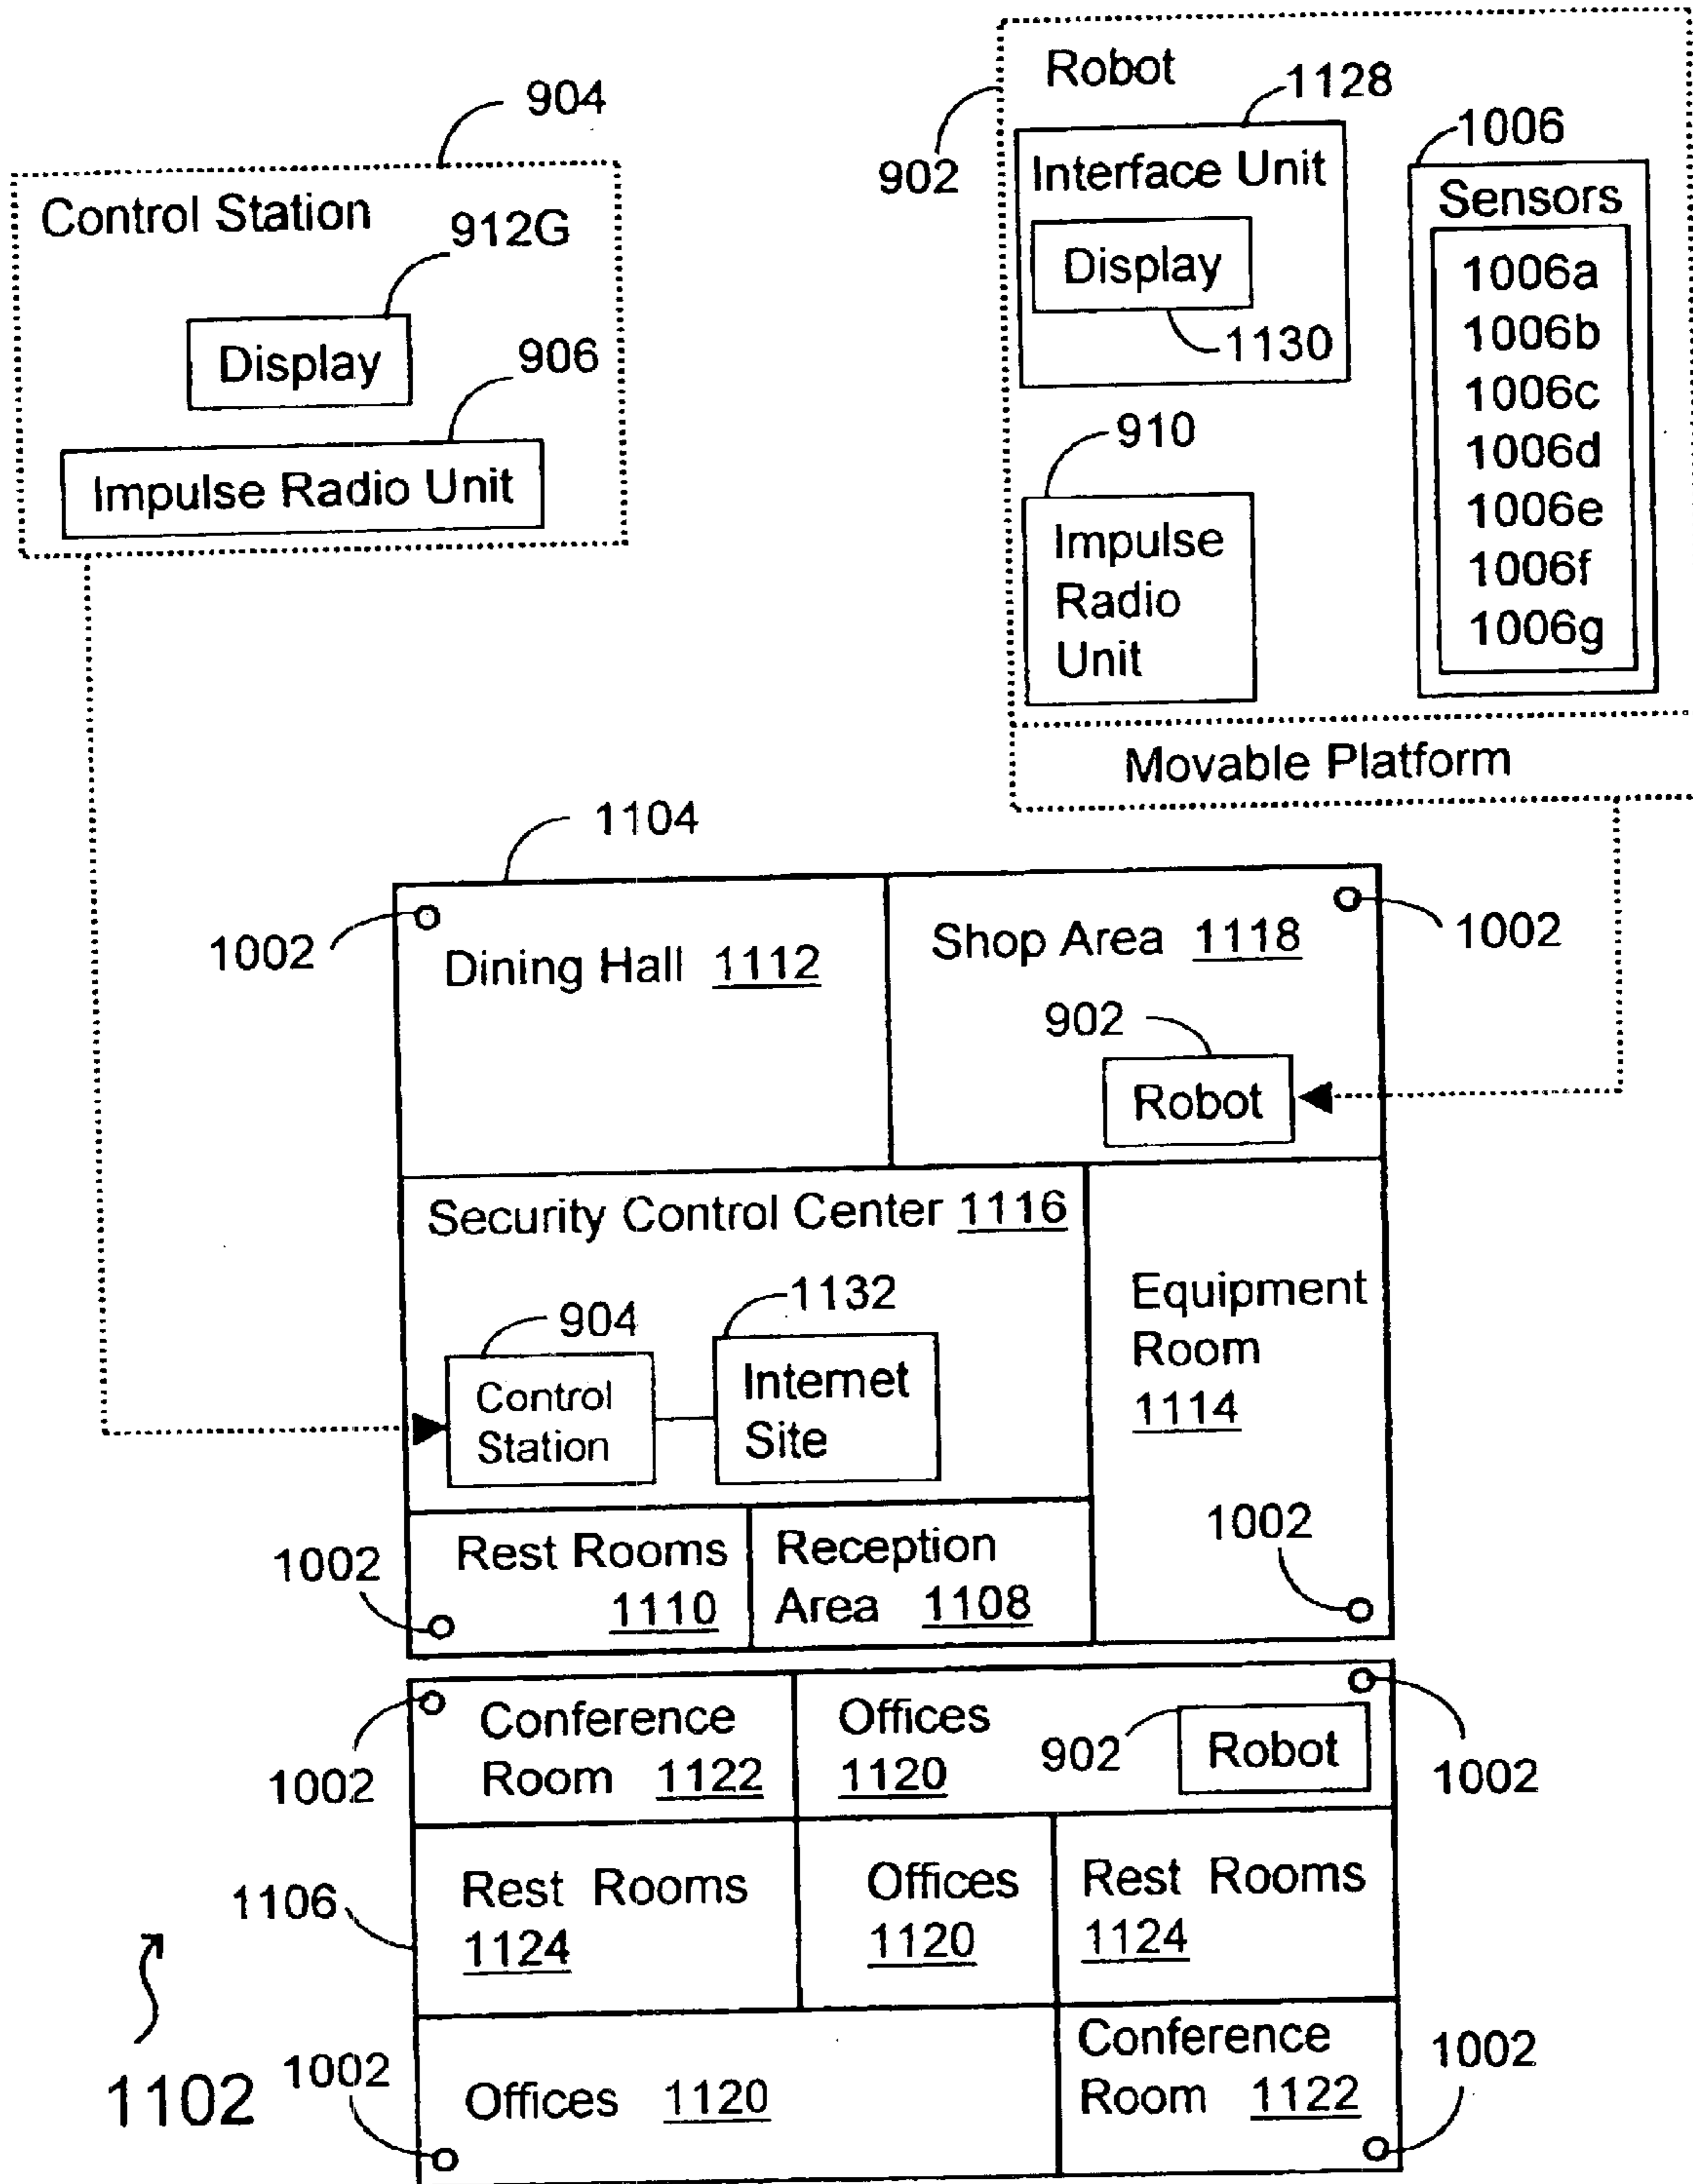 904
Control Station
912G
Display
906
Impulse Radio Unit
Robot
1128
902
Interface Unit
Display
1130
1006
Sensors
1006a
1006b
1006c
1006d
1006e
1006f
1006g
910
Impulse
Radio
Unit
Movable Platform
1104
1002
Dining Hall 1112
Shop Area 1118
1002
902
Robot
Security Control Center 1116
904
Control
Station
1132
Internet
Site
Equipment
Room
1114
1002
Rest Rooms
1110
Reception
Area 1108
1002
1002
Conference
Room 1122
Offices
1120
902
Robot
1002
1106
Rest Rooms
1124
Offices
1120
Rest Rooms
1124
1102
1002
Offices 1120
Conference
Room 1122
1002